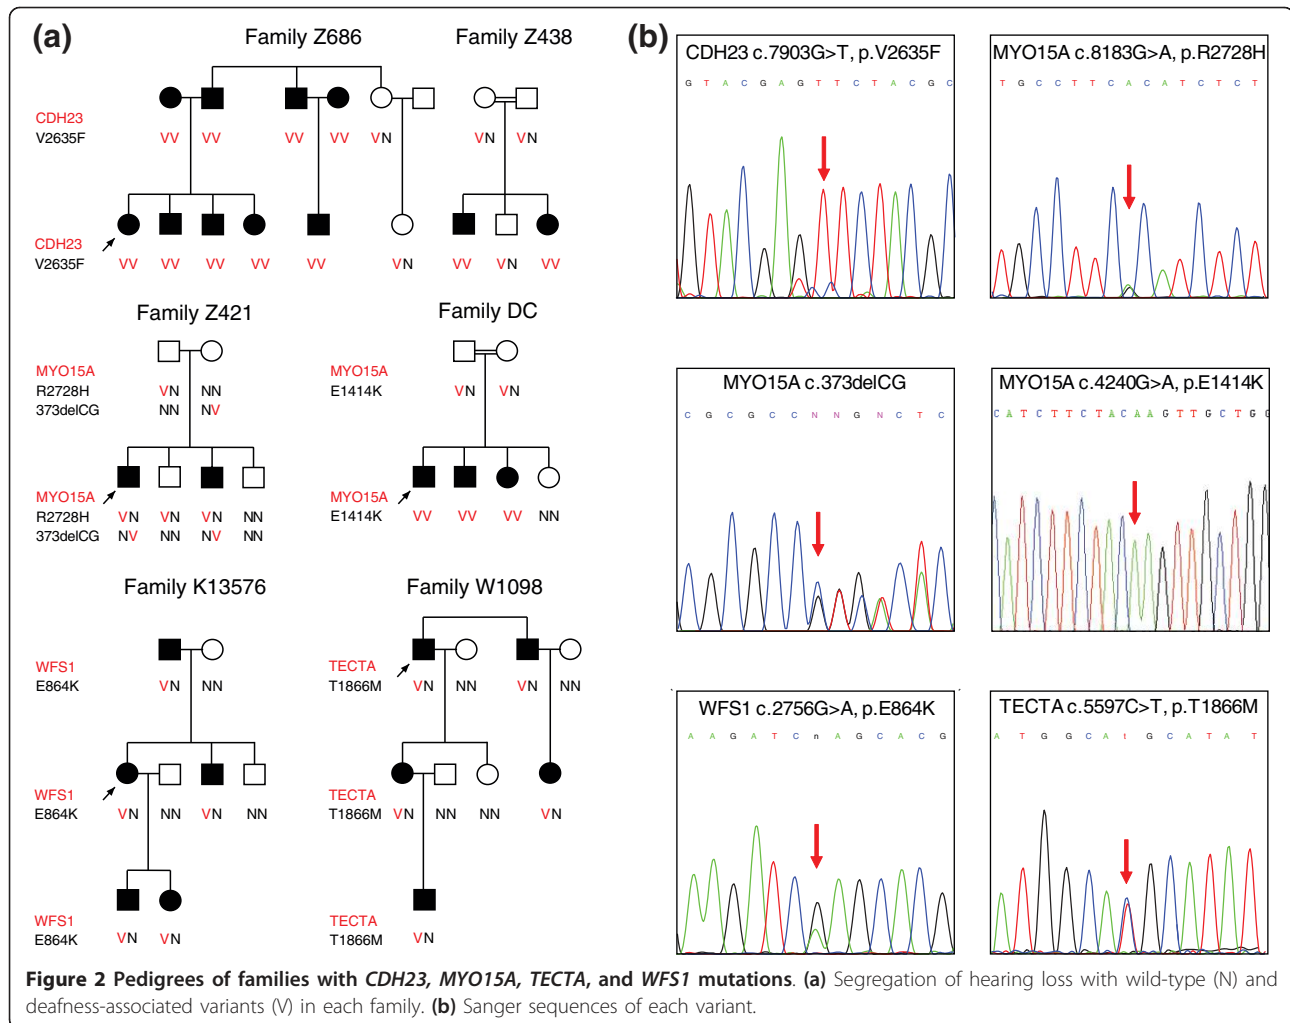 (a)
Family Z686 Family Z438
CDH23
V2635F
VV VV VV VV VN VN VN
CDH23
V2635F
VV VV VV VV VV VN VV VN VV
Family Z421 Family DC
MYO15A
R2728H VN NN
373delCG NN NV
MYO15A
E1414K VN VN
MYO15A
R2728H VN VN VN NN
373delCG NV NN NV NN
MYO15A
E1414K VV VV VV NN
Family K13576 Family W1098
WFS1
E864K VN NN
TECTA
T1866M VN NN VN NN
WFS1
E864K VN NN VN NN
TECTA
T1866M VN NN NN VN
WFS1
E864K VN VN
TECTA
T1866M VN
(b)
CDH23 c.7903G>T, p.V2635F
G T A C G A G T T C T A C G C
MYO15A c.8183G>A, p.R2728H
T G C C T T C A C A T C T C T
MYO15A c.373delCG
C G C G C C N N G N C T C
MYO15A c.4240G>A, p.E1414K
C A T C T T C T A C A A G T T G C T G G
WFS1 c.2756G>A, p.E864K
A A G A T C n A G C A C G
TECTA c.5597C>T, p.T1866M
A T G G C A t G C A T A T
Figure 2 Pedigrees of families with CDH23, MYO15A, TECTA, and WFS1 mutations. (a) Segregation of hearing loss with wild-type (N) and
deafness-associated variants (V) in each family. (b) Sanger sequences of each variant.